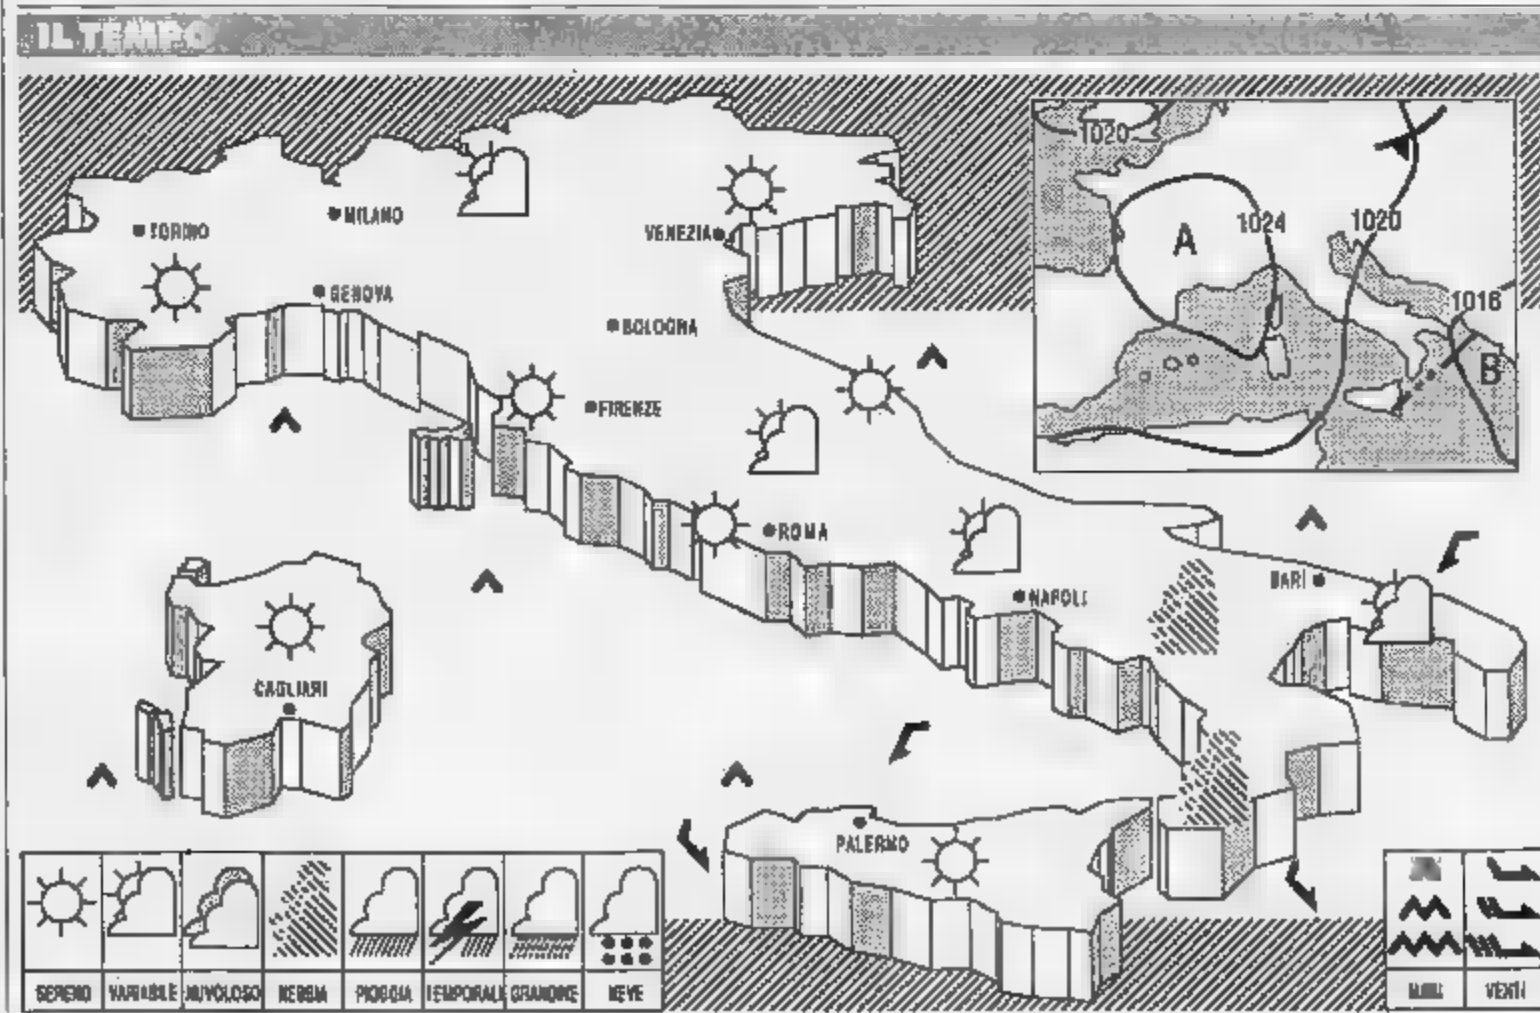 IL TEMPO
1020
1024
1020
1016
A
B
TORINO
MILANO
VENEZIA
GENOVA
BOLOGNA
FIRENZE
ROMA
NAPOLI
BARI
CAGLIARI
PALERMO
SERENO
VARIABILE
NUVOLOSO
NEBBIA
PIOGGIA
TEMPORALE
GRANDINE
NEVE
VENTI